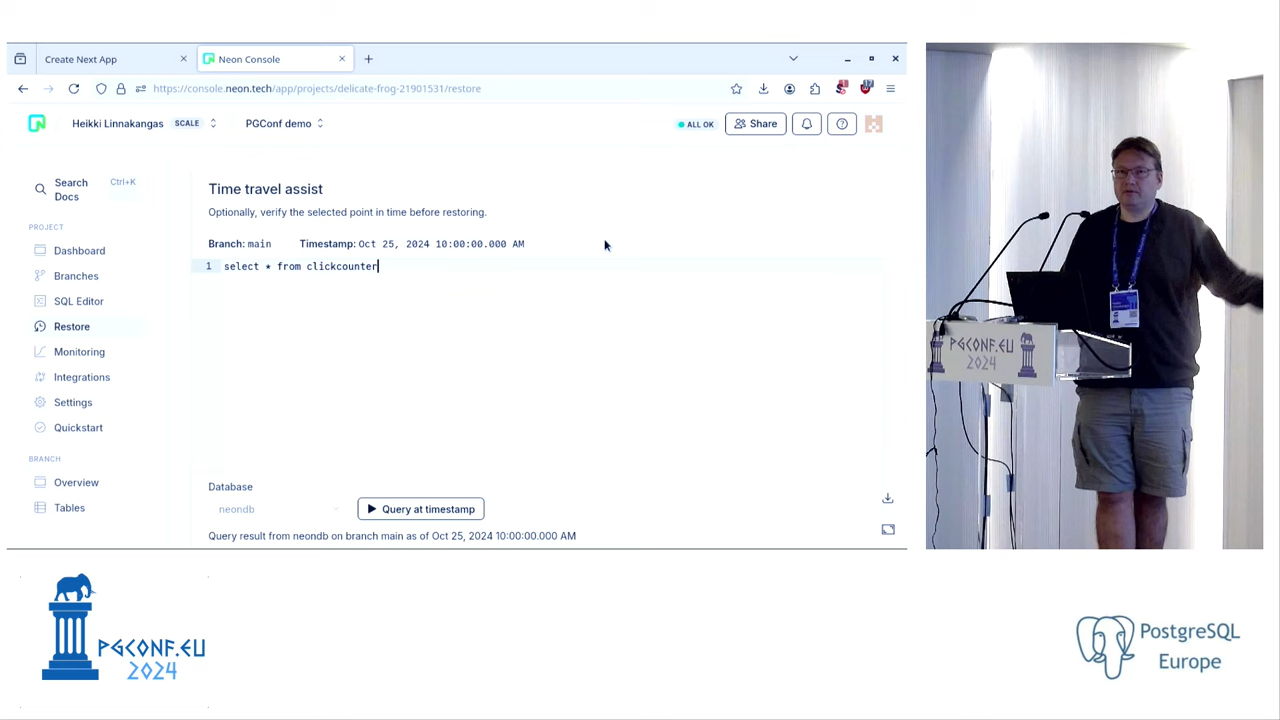 Create Next App
Neon Console
https://console.neon.tech/app/projects/delicate-frog-21901531/restore
1
17
Heikki Linnakangas SCALE PGConf demo
ALL OK
Share
Search Docs Ctrl+K
PROJECT
Dashboard
Branches
SQL Editor
Restore
Monitoring
Integrations
Settings
Quickstart
BRANCH
Overview
Tables
Time travel assist
Optionally, verify the selected point in time before restoring.
Branch: main Timestamp: Oct 25, 2024 10:00:00.000 AM
1 select * from clickcounter
Database
neondb
Query at timestamp
Query result from neondb on branch main as of Oct 25, 2024 10:00:00.000 AM
PGCONF.EU
2024
PGCONF.EU
2024
PostgreSQL
Europe